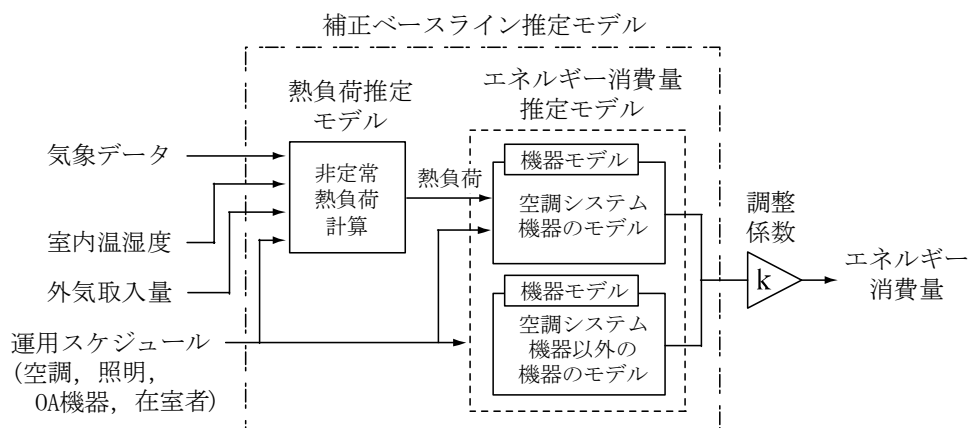 補正ベースライン推定モデル
熱負荷推定
モデル
エネルギー消費量
推定モデル
気象データ
室内温湿度
外気取入量
運用スケジュール
(空調, 照明,
OA機器, 在室者)
非定常
熱負荷
計算
熱負荷
機器モデル
空調システム
機器のモデル
機器モデル
空調システム
機器以外の
機器のモデル
調整
係数
k
エネルギー
消費量